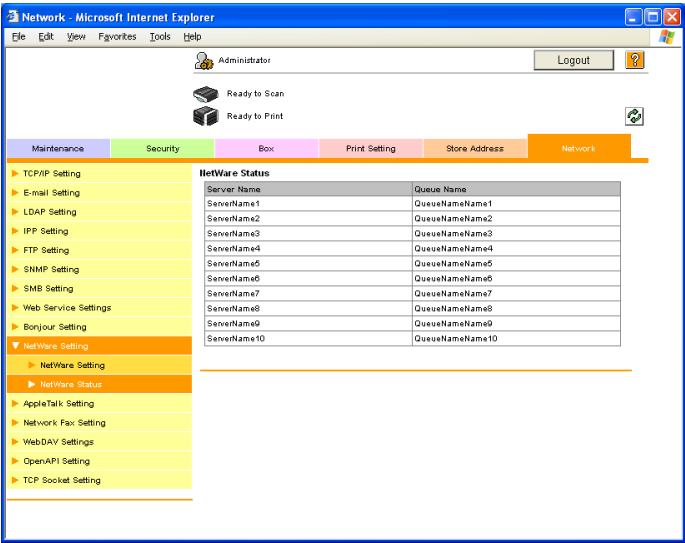 Network - Microsoft Internet Explorer
File Edit View Favorites Tools Help
Administrator
Logout
?
Ready to Scan
Ready to Print
Maintenance Security Box Print Setting Store Address Network
TCP/IP Setting
E-mail Setting
LDAP Setting
IPP Setting
FTP Setting
SNMP Setting
SMB Setting
Web Service Settings
Bonjour Setting
NetWare Setting
NetWare Setting
NetWare Status
AppleTalk Setting
Network Fax Setting
WebDAV Settings
OpenAPI Setting
TCP Socket Setting
NetWare Status
Server Name Queue Name
ServerName1 QueueNameName1
ServerName2 QueueNameName2
ServerName3 QueueNameName3
ServerName4 QueueNameName4
ServerName5 QueueNameName5
ServerName6 QueueNameName6
ServerName7 QueueNameName7
ServerName8 QueueNameName8
ServerName9 QueueNameName9
ServerName10 QueueNameName10